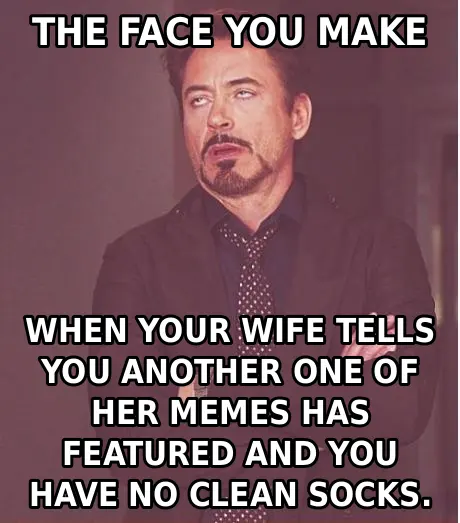 THE FACE YOU MAKE
WHEN YOUR WIFE TELLS
YOU ANOTHER ONE OF
HER MEMES HAS
FEATURED AND YOU
HAVE NO CLEAN SOCKS.